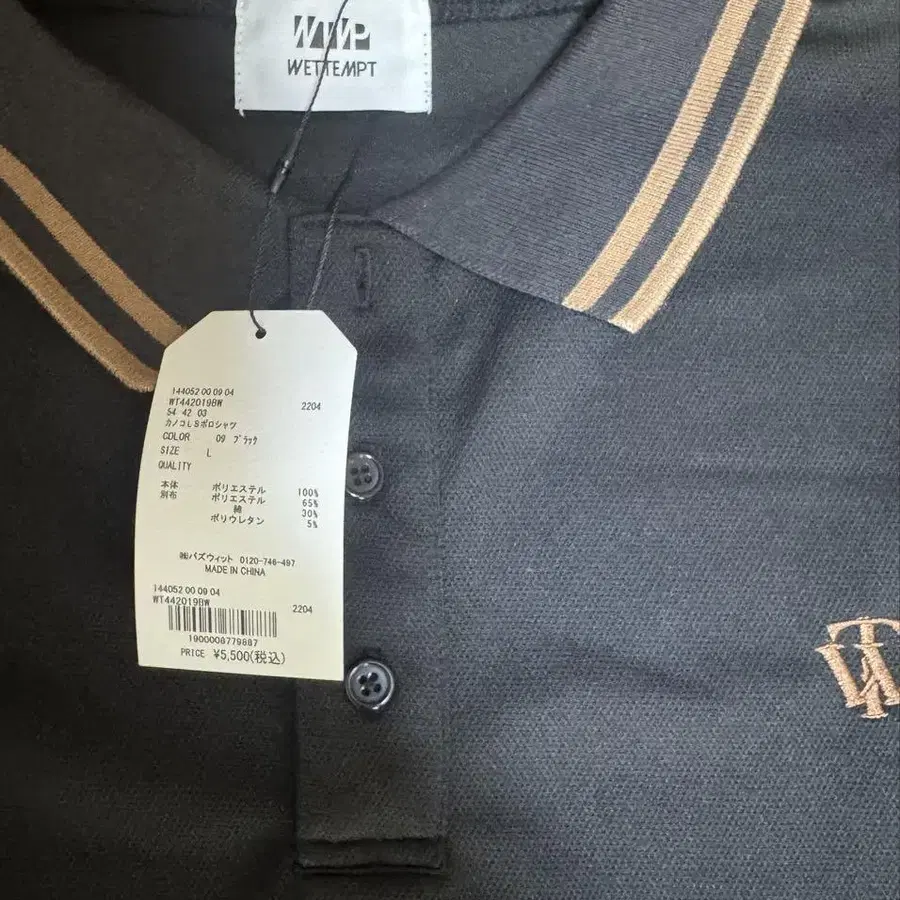 WTP
WETTEMPT
144052 00 09 04
WT442019BW
2204
54 42 03
カノコLSポロシャツ
COLOR 09 ブラック
SIZE L
QUALITY
本体 ポリエステル 100%
別布 ポリエステル 65%
綿 30%
ポリウレタン 5%
㈱バズウィット 0120-746-497
MADE IN CHINA
144052 00 09 04
WT442019BW
2204
1900006779887
PRICE ¥5,500(税込)